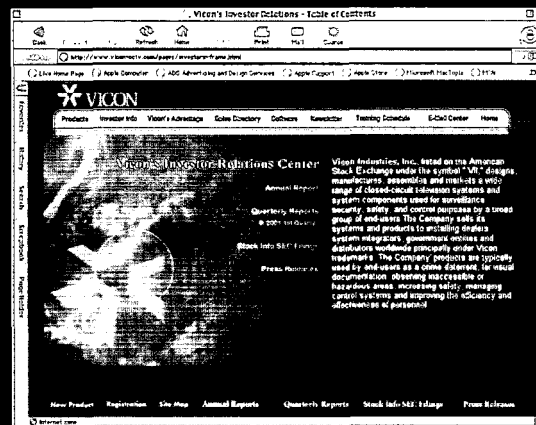 Vicon's Investor Relations - Table of Contents
Back Refresh Home Print Mail
http://www.vicon-cctv.com/pages/investors-frame.html
Live Home Page Apple Computer Apple Support Apple Store Microsoft MacTopia MSN
Favorites
History
Search
Scrapbook
Page Holder
VICON
Products Investor Info Vicon's Advantage Sales Directory Software Newsletter Training Schedule E-Mail Center Home
Vicon's Investor Relations Center
Annual Report
Quarterly Reports
Stock Info SEC Filings
Press Releases
Vicon Industries, Inc., listed on the American
Stock Exchange under the symbol "VII," designs,
manufactures, assembles and markets a wide
range of closed-circuit television systems and
system components used for surveillance
security, safety, and control purposes by a broad
group of end-users. The Company sells its
systems and products to installing dealers
system integrators, government entities and
distributors worldwide principally under Vicon
trademarks. The Company' products are typically
used by end-users as a crime deterrent, for visual
documentation, observing inaccessible or
hazardous areas, increasing safety, managing
control systems and improving the efficiency and
effectiveness of personnel
New Product Registration Site Map Annual Reports Quarterly Reports Stock Info SEC Filings Press Releases
Internet zone